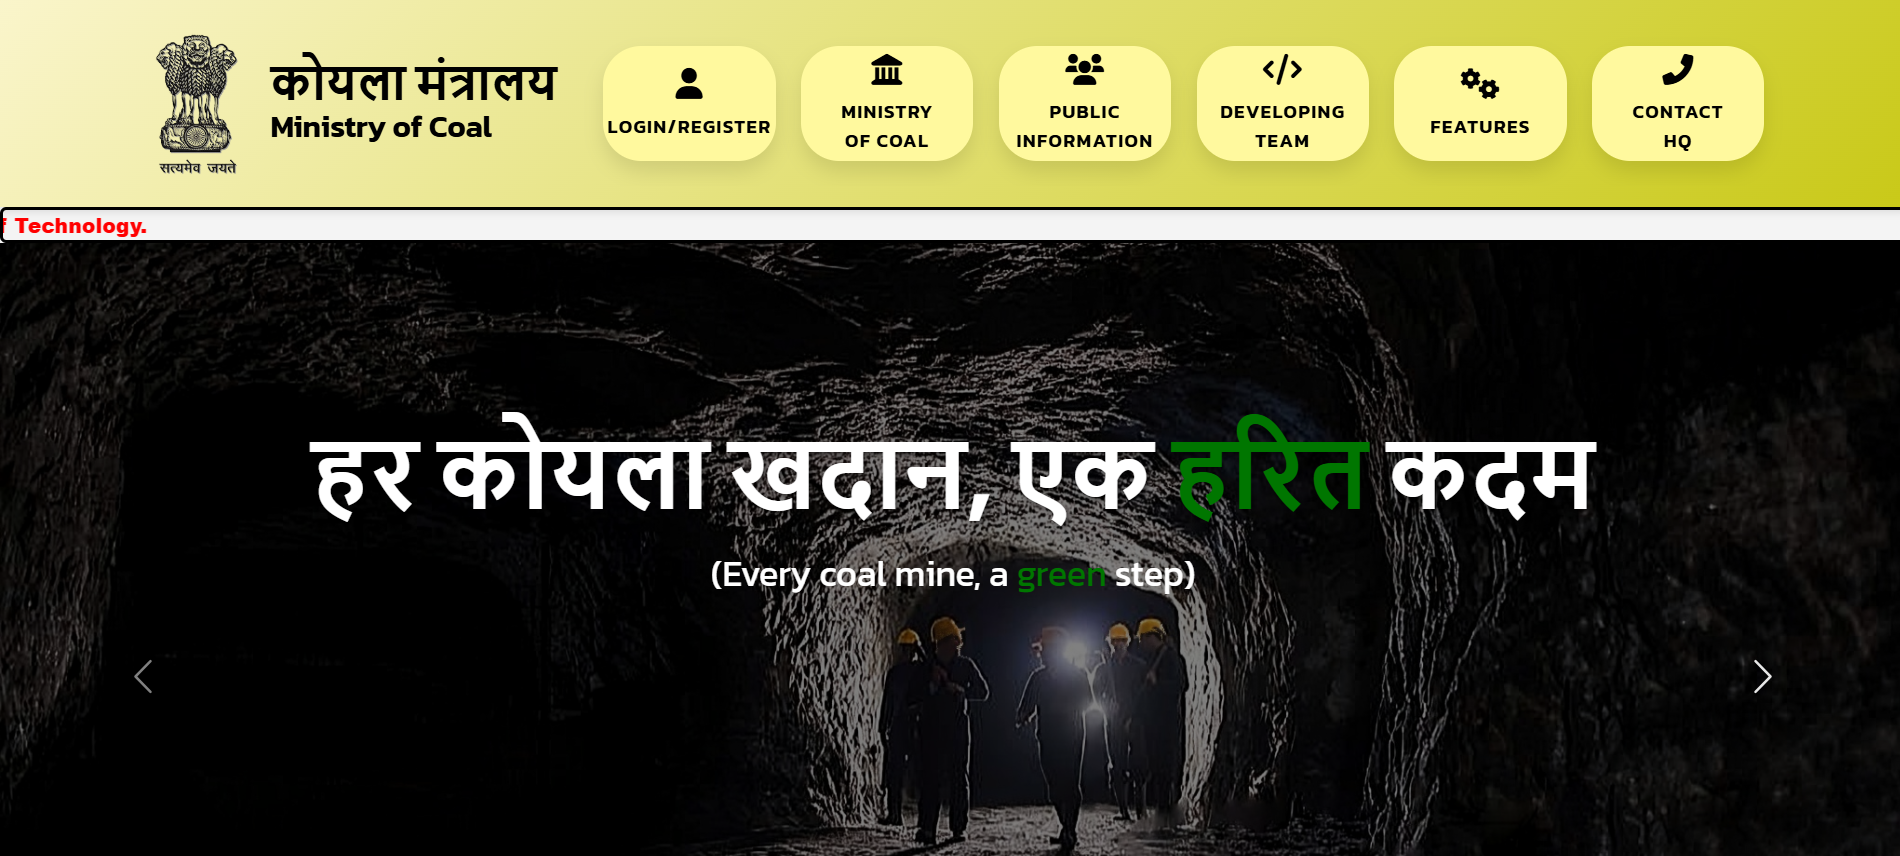 सत्यमेव जयते
कोयला मंत्रालय
Ministry of Coal
LOGIN/REGISTER
MINISTRY
OF COAL
PUBLIC
INFORMATION
DEVELOPING
TEAM
FEATURES
CONTACT
HQ
Technology.
हर कोयला खदान, एक हरित कदम
(Every coal mine, a green step)